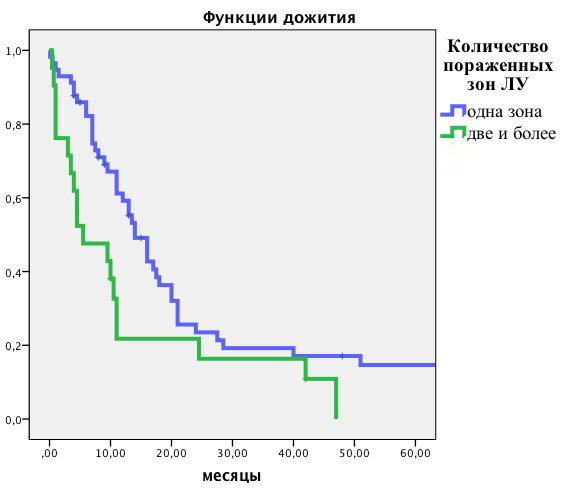 Функции дожития
Количество
пораженных
зон ЛУ
одна зона
две и более
1,0
0,8
0,6
0,4
0,2
0,0
,00 10,00 20,00 30,00 40,00 50,00 60,00
месяцы